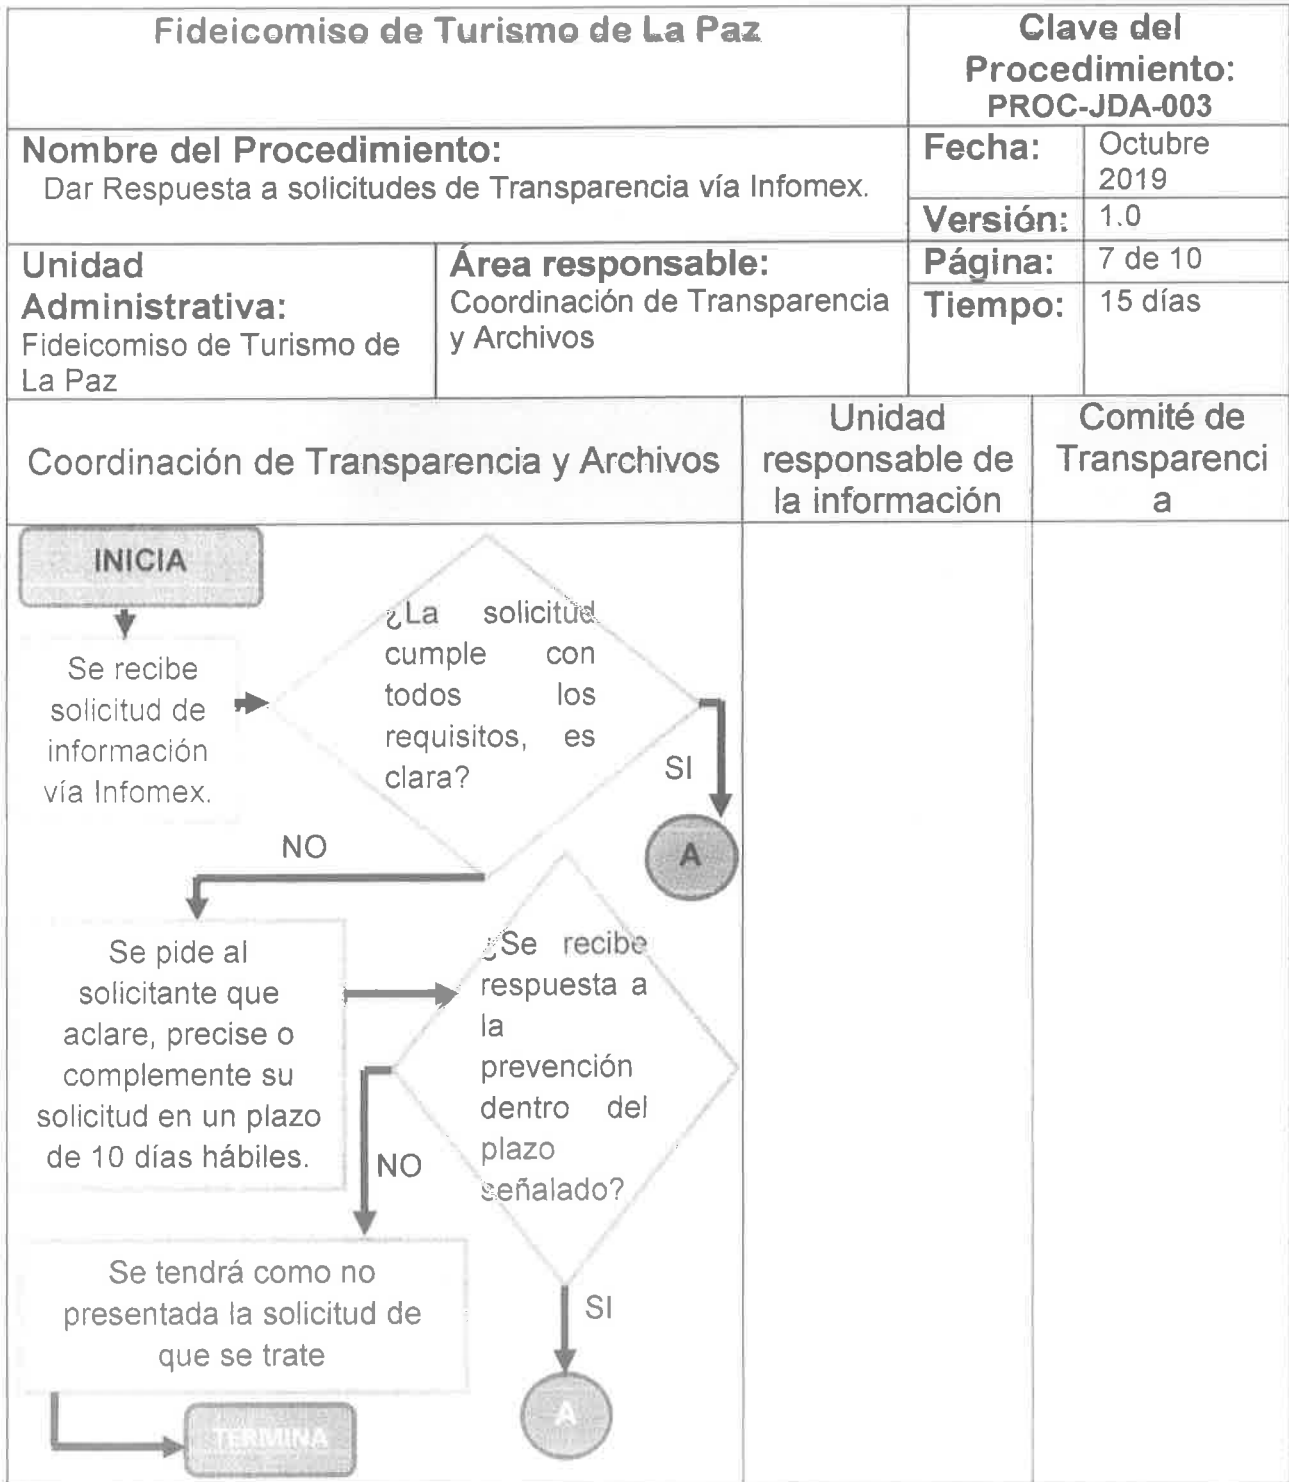 Fideicomiso de Turismo de La Paz
Clave del
Procedimiento:
PROC-JDA-003
Nombre del Procedimiento:
Dar Respuesta a solicitudes de Transparencia vía Infomex.
Fecha:
Octubre
2019
Versión:
1.0
Unidad
Administrativa:
Fideicomiso de Turismo de
La Paz
Área responsable:
Coordinación de Transparencia
y Archivos
Página:
7 de 10
Tiempo:
15 días
Coordinación de Transparencia y Archivos
Unidad
responsable de
la información
Comité de
Transparenci
a
INICIA
Se recibe
solicitud de
información
vía Infomex.
¿La solicitud
cumple con
todos los
requisitos, es
clara?
SI
A
NO
Se pide al
solicitante que
aclare, precise o
complemente su
solicitud en un plazo
de 10 días hábiles.
¿Se recibe
respuesta a
la
prevención
dentro del
plazo
señalado?
NO
Se tendrá como no
presentada la solicitud de
que se trate
SI
A
TERMINA